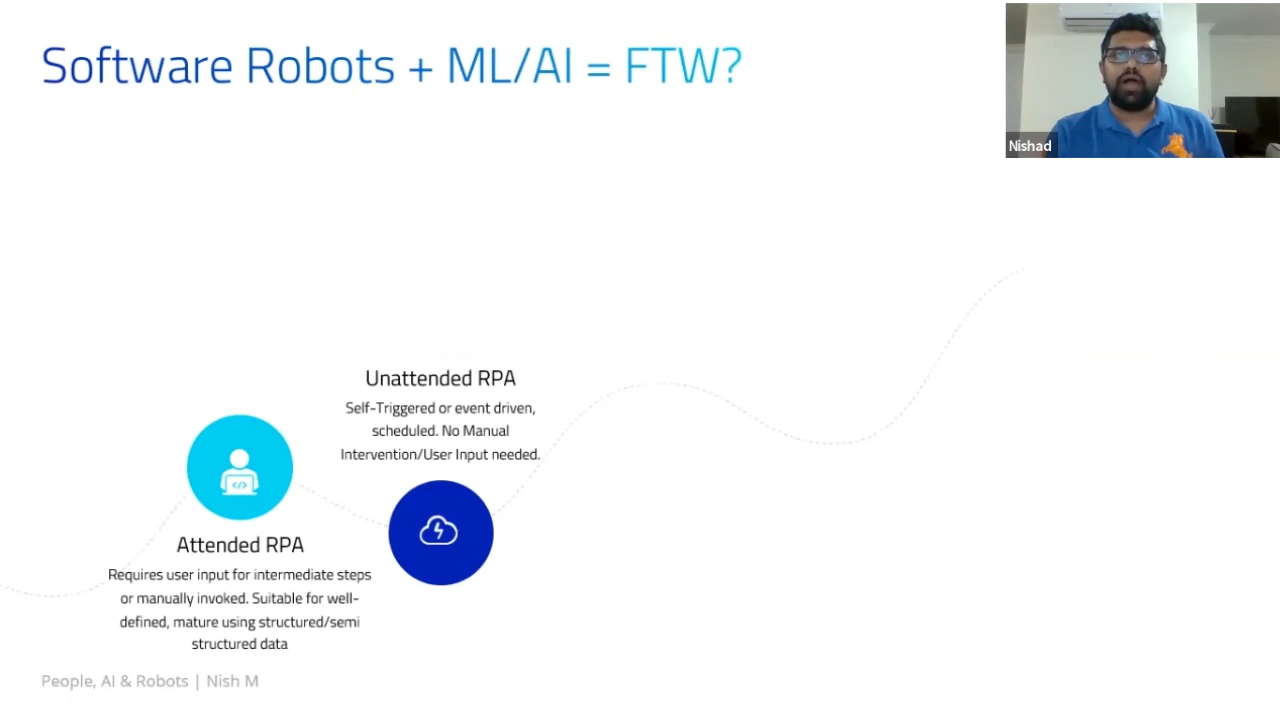 Software Robots + ML/AI = FTW?
Nishad
Unattended RPA
Self-Triggered or event driven,
scheduled. No Manual
Intervention/User Input needed.
Attended RPA
Requires user input for intermediate steps
or manually invoked. Suitable for well-
defined, mature using structured/semi
structured data
People, AI & Robots | Nish M